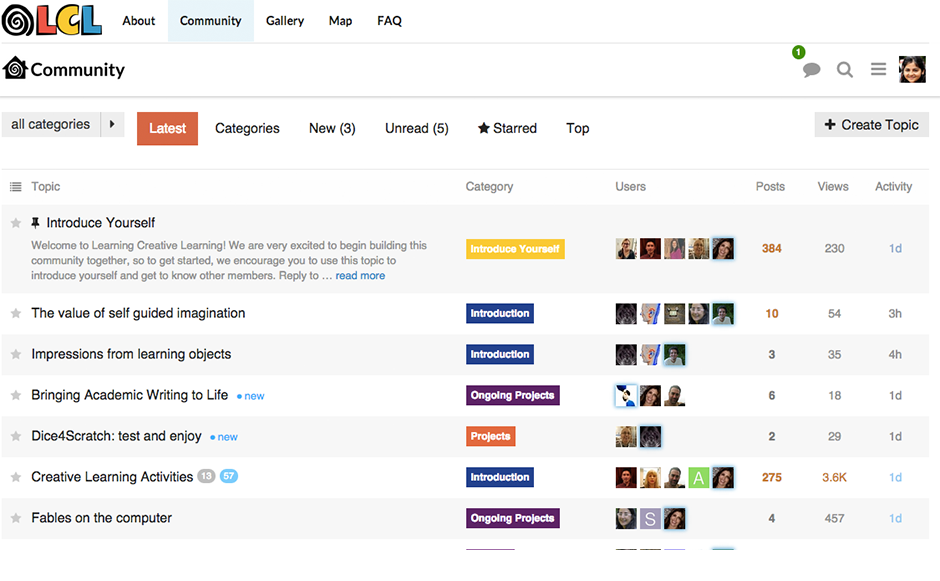 LCL About Community Gallery Map FAQ
Community 1
all categories Latest Categories New (3) Unread (5) Starred Top + Create Topic
Topic Category Users Posts Views Activity
Introduce Yourself
Welcome to Learning Creative Learning! We are very excited to begin building this
community together, so to get started, we encourage you to use this topic to
introduce yourself and get to know other members. Reply to ... read more
Introduce Yourself 384 230 1d
The value of self guided imagination Introduction 10 54 3h
Impressions from learning objects Introduction 3 35 4h
Bringing Academic Writing to Life • new Ongoing Projects 6 18 1d
Dice4Scratch: test and enjoy • new Projects 2 29 1d
Creative Learning Activities 13 57 Introduction A 275 3.6K 1d
Fables on the computer Ongoing Projects S 4 457 1d